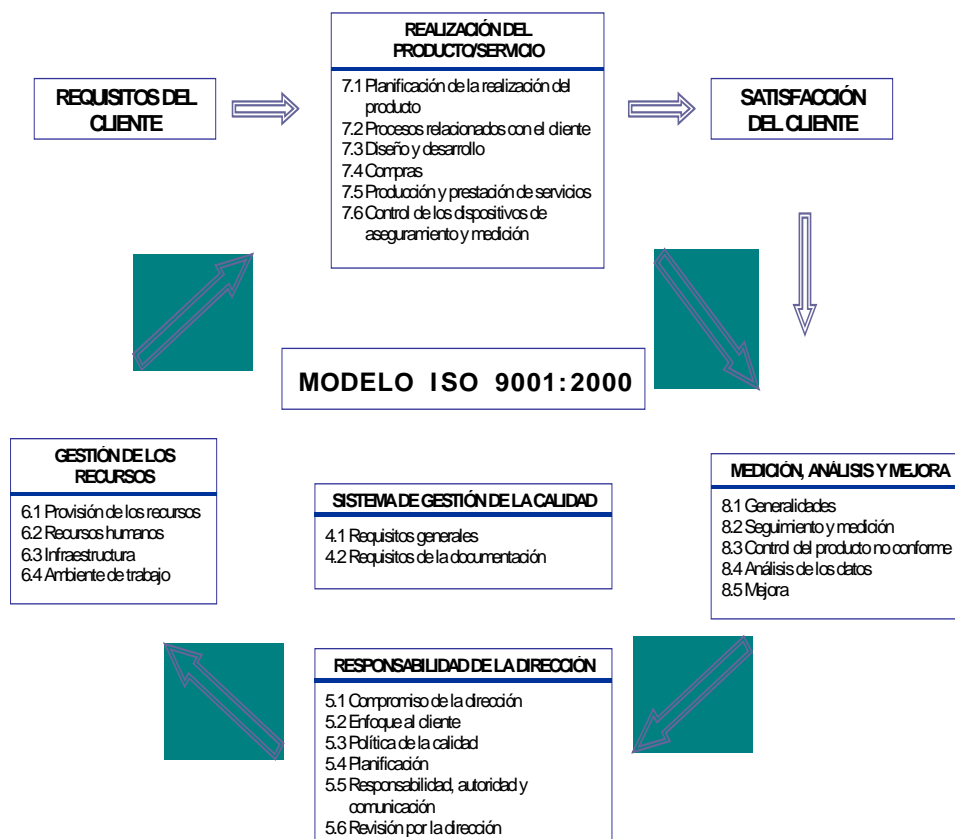 REALIZACIÓN DEL
PRODUCTO/SERVICIO
7.1 Planificación de la realización del
producto
7.2 Procesos relacionados con el cliente
7.3 Diseño y desarrollo
7.4 Compras
7.5 Producción y prestación de servicios
7.6 Control de los dispositivos de
aseguramiento y medición
REQUISITOS DEL
CLIENTE
SATISFACCIÓN
DEL CLIENTE
MODELO ISO 9001:2000
GESTIÓN DE LOS
RECURSOS
6.1 Provisión de los recursos
6.2 Recursos humanos
6.3 Infraestructura
6.4 Ambiente de trabajo
SISTEMA DE GESTIÓN DE LA CALIDAD
4.1 Requisitos generales
4.2 Requisitos de la documentación
MEDICIÓN, ANÁLISIS Y MEJORA
8.1 Generalidades
8.2 Seguimiento y medición
8.3 Control del producto no conforme
8.4 Análisis de los datos
8.5 Mejora
RESPONSABILIDAD DE LA DIRECCIÓN
5.1 Compromiso de la dirección
5.2 Enfoque al cliente
5.3 Política de la calidad
5.4 Planificación
5.5 Responsabilidad, autoridad y
comunicación
5.6 Revisión por la dirección